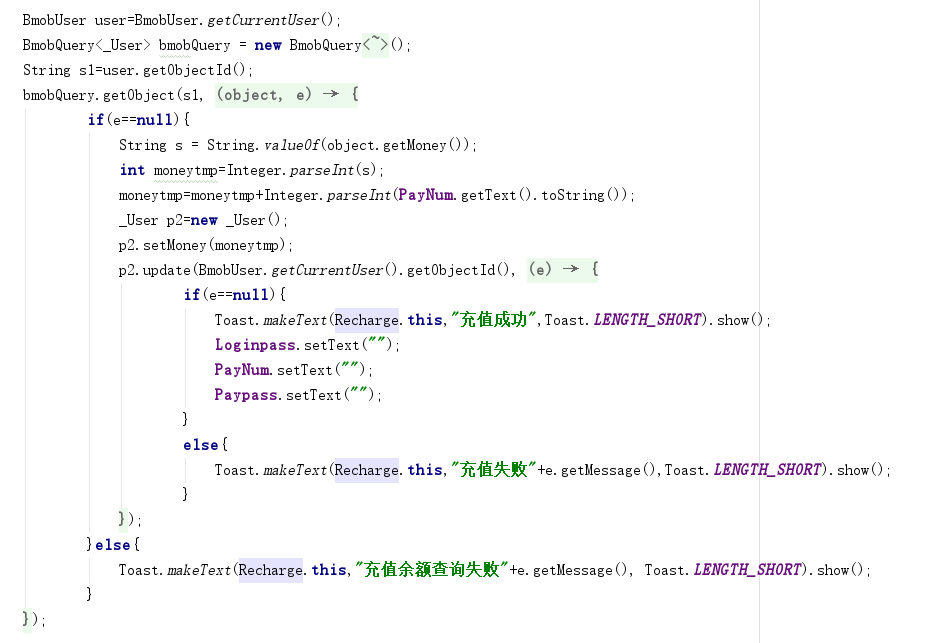 BmobUser user=BmobUser.getCurrentUser();
BmobQuery<_User> bmobQuery = new BmobQuery<~>();
String s1=user.getObjectId();
bmobQuery.getObject(s1, (object, e) → {
if(e==null){
String s = String.valueOf(object.getMoney());
int moneytmp=Integer.parseInt(s);
moneytmp=moneytmp+Integer.parseInt(PayNum.getText().toString());
_User p2=new _User();
p2.setMoney(moneytmp);
p2.update(BmobUser.getCurrentUser().getObjectId(), (e) → {
if(e==null){
Toast.makeText(Recharge.this,"充值成功",Toast.LENGTH_SHORT).show();
Loginpass.setText("");
PayNum.setText("");
Paypass.setText("");
}
else{
Toast.makeText(Recharge.this,"充值失败"+e.getMessage(),Toast.LENGTH_SHORT).show();
}
});
}else{
Toast.makeText(Recharge.this,"充值余额查询失败"+e.getMessage(), Toast.LENGTH_SHORT).show();
}
});